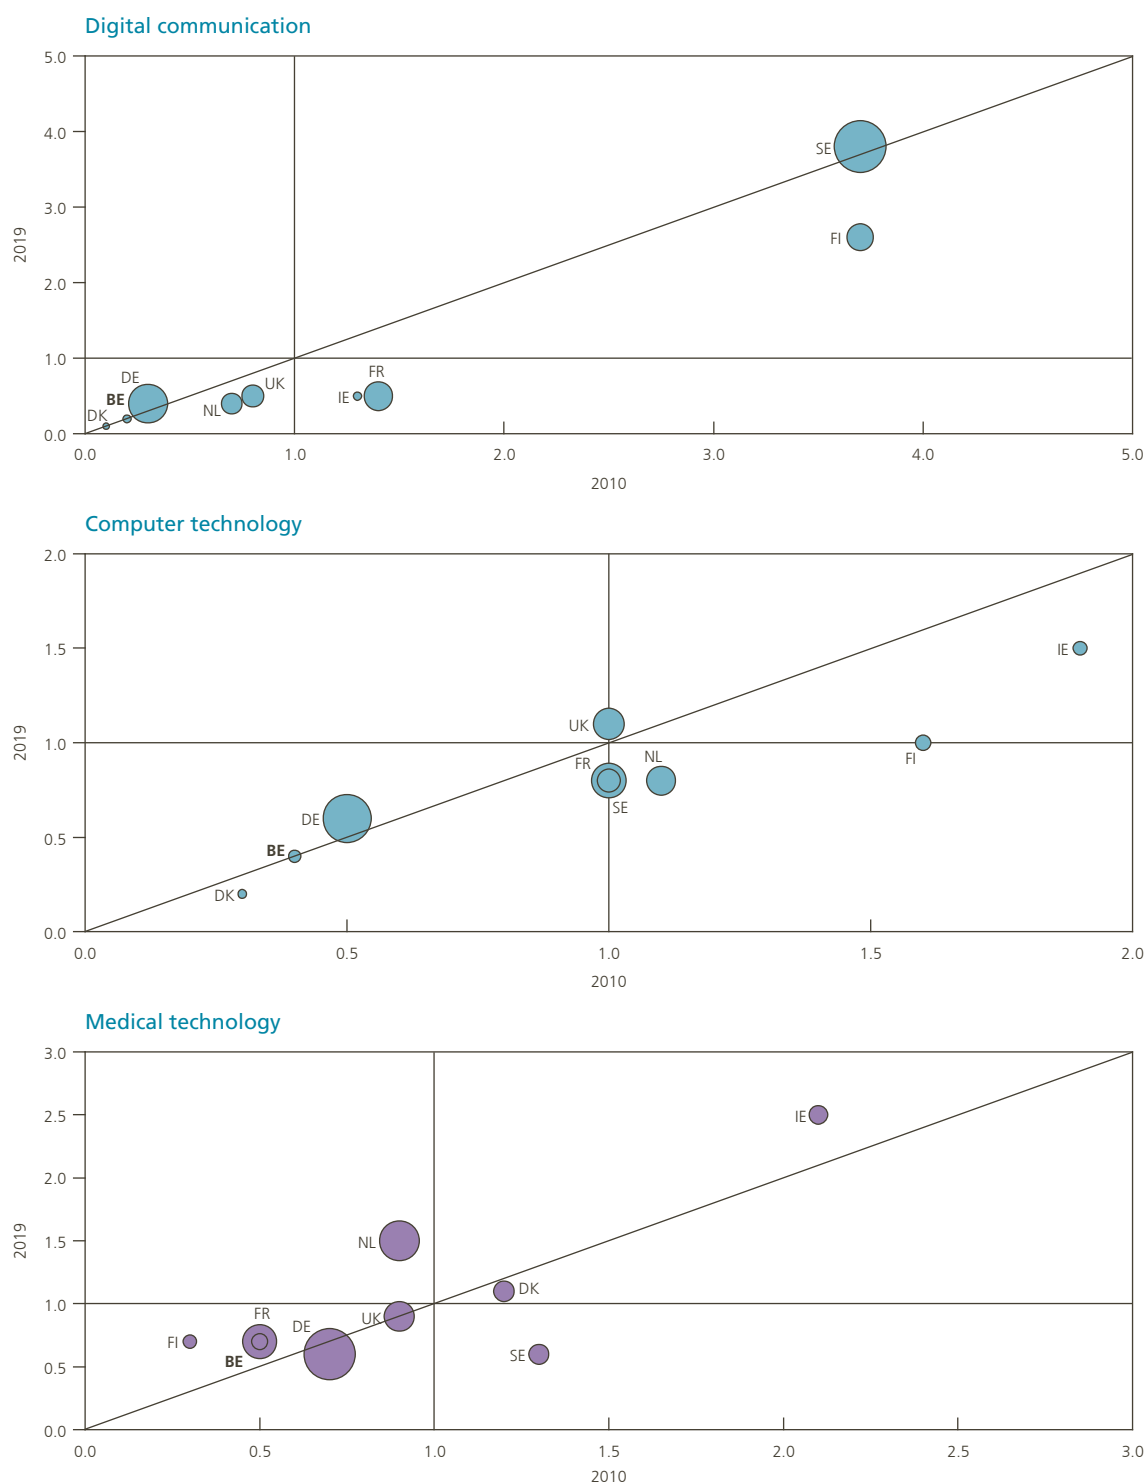 Digital communication
5.0
4.0
SE
3.0
FI
2019
2.0
1.0
FR
DE
UK
BE
IE
NL
DK
0.0
0.0 1.0 2.0 3.0 4.0 5.0
2010
Computer technology
2.0
1.5
IE
UK
2019
1.0
NL
FI
FR
SE
DE
BE
0.5
DK
0.0
0.0 0.5 1.0 1.5 2.0
2010
Medical technology
3.0
2.5
IE
2.0
NL
2019
1.5
DK
1.0
FR
UK
DE
FI
SE
BE
0.5
0.0
0.0 0.5 1.0 1.5 2.0 2.5 3.0
2010